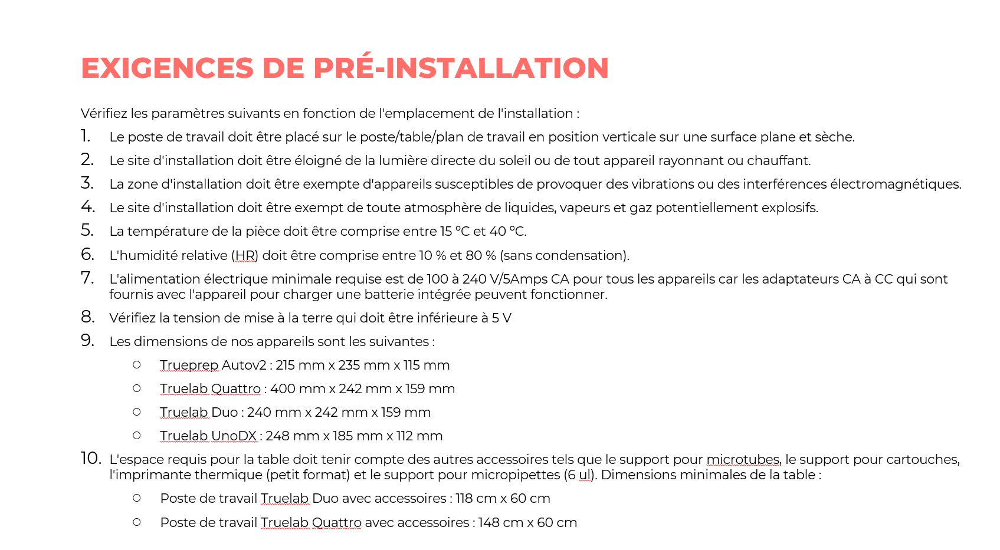 EXIGENCES DE PRÉ-INSTALLATION
Vérifiez les paramètres suivants en fonction de l'emplacement de l'installation :
1. Le poste de travail doit être placé sur le poste/table/plan de travail en position verticale sur une surface plane et sèche.
2. Le site d'installation doit être éloigné de la lumière directe du soleil ou de tout appareil rayonnant ou chauffant.
3. La zone d'installation doit être exempte d'appareils susceptibles de provoquer des vibrations ou des interférences électromagnétiques.
4. Le site d'installation doit être exempt de toute atmosphère de liquides, vapeurs et gaz potentiellement explosifs.
5. La température de la pièce doit être comprise entre 15 ºC et 40 ºC.
6. L'humidité relative (HR) doit être comprise entre 10 % et 80 % (sans condensation).
7. L'alimentation électrique minimale requise est de 100 à 240 V/5Amps CA pour tous les appareils car les adaptateurs CA à CC qui sont
fournis avec l'appareil pour charger une batterie intégrée peuvent fonctionner.
8. Vérifiez la tension de mise à la terre qui doit être inférieure à 5 V
9. Les dimensions de nos appareils sont les suivantes :
○ Trueprep Autov2 : 215 mm x 235 mm x 115 mm
○ Truelab Quattro : 400 mm x 242 mm x 159 mm
○ Truelab Duo : 240 mm x 242 mm x 159 mm
○ Truelab UnoDX : 248 mm x 185 mm x 112 mm
10. L'espace requis pour la table doit tenir compte des autres accessoires tels que le support pour microtubes, le support pour cartouches,
l'imprimante thermique (petit format) et le support pour micropipettes (6 ul). Dimensions minimales de la table :
○ Poste de travail Truelab Duo avec accessoires : 118 cm x 60 cm
○ Poste de travail Truelab Quattro avec accessoires : 148 cm x 60 cm